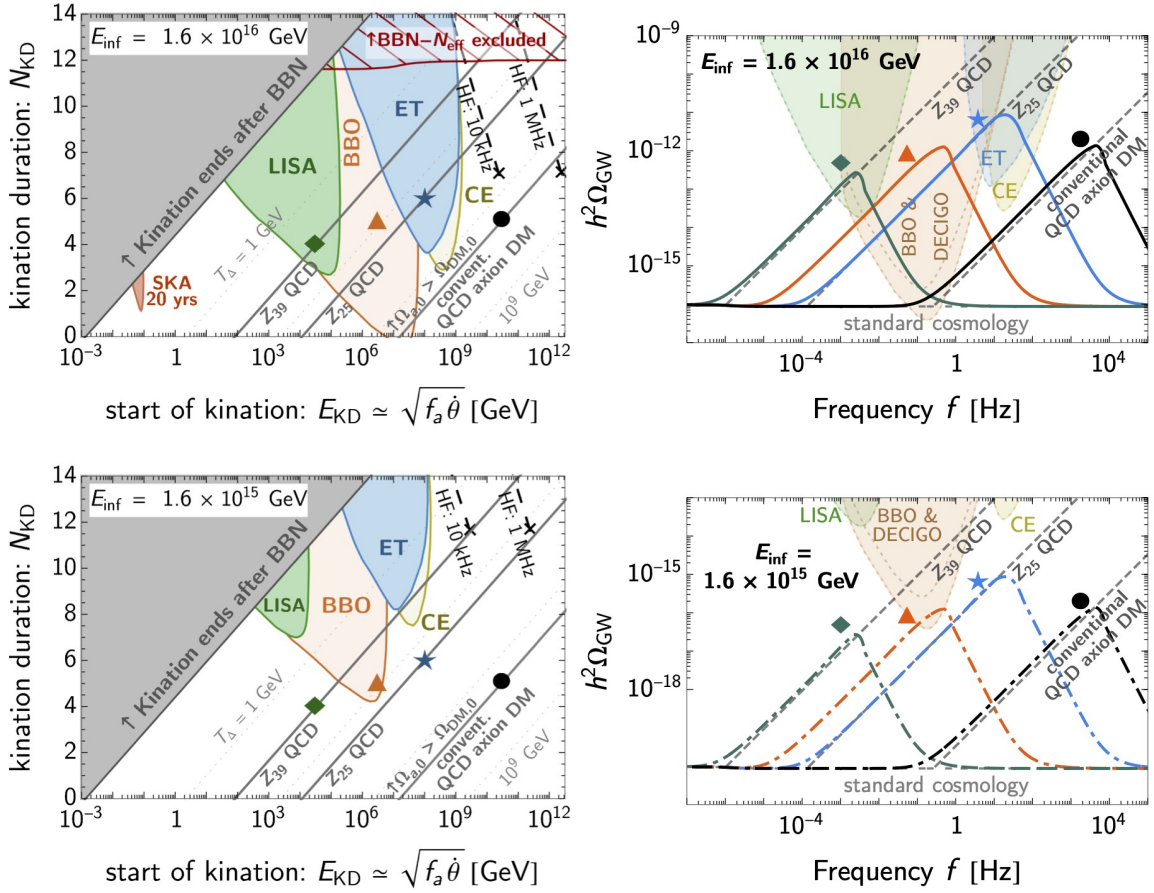 E_inf = 1.6 × 10^16 GeV
↑BBN–N_eff excluded
↑ Kination ends after BBN
LISA
BBO
ET
CE
HF: 10 kHz
HF: 1 MHz
SKA
20 yrs
T_Δ = 1 GeV
Z_39 QCD
Z_25 QCD
↑Ω_a,0 > Ω_DM,0
convent.
QCD axion DM
10^9 GeV
kination duration: N_KD
14
12
10
8
6
4
2
0
10^−3
1
10^3
10^6
10^9
10^12
start of kination: E_KD ≃ √(f_a θ̇) [GeV]
E_inf = 1.6 × 10^16 GeV
LISA
Z_39 QCD
Z_25 QCD
ET
CE
BBO &
DECIGO
conventional
QCD axion DM
standard cosmology
h^2Ω_GW
10^−9
10^−12
10^−15
10^−4
1
10^4
Frequency f [Hz]
E_inf = 1.6 × 10^15 GeV
↑ Kination ends after BBN
LISA
BBO
ET
CE
HF: 10 kHz
HF: 1 MHz
T_Δ = 1 GeV
Z_39 QCD
Z_25 QCD
↑Ω_a,0 > Ω_DM,0
convent.
QCD axion DM
10^9 GeV
kination duration: N_KD
14
12
10
8
6
4
2
0
10^−3
1
10^3
10^6
10^9
10^12
start of kination: E_KD ≃ √(f_a θ̇) [GeV]
LISA
BBO &
DECIGO
CE
Z_39 QCD
Z_25 QCD
E_inf =
1.6 × 10^15 GeV
conventional
QCD axion DM
standard cosmology
h^2Ω_GW
10^−15
10^−18
10^−4
1
10^4
Frequency f [Hz]